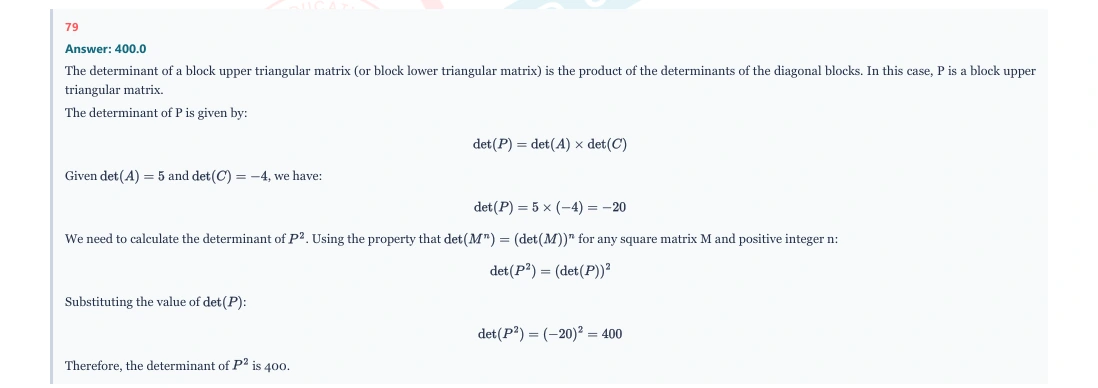 UCAT
79
Answer: 400.0
The determinant of a block upper triangular matrix (or block lower triangular matrix) is the product of the determinants of the diagonal blocks. In this case, P is a block upper
triangular matrix.
The determinant of P is given by:
det(P) = det(A) × det(C)
Given det(A) = 5 and det(C) = −4, we have:
det(P) = 5 × (−4) = −20
We need to calculate the determinant of P². Using the property that det(Mⁿ) = (det(M))ⁿ for any square matrix M and positive integer n:
det(P²) = (det(P))²
Substituting the value of det(P):
det(P²) = (−20)² = 400
Therefore, the determinant of P² is 400.